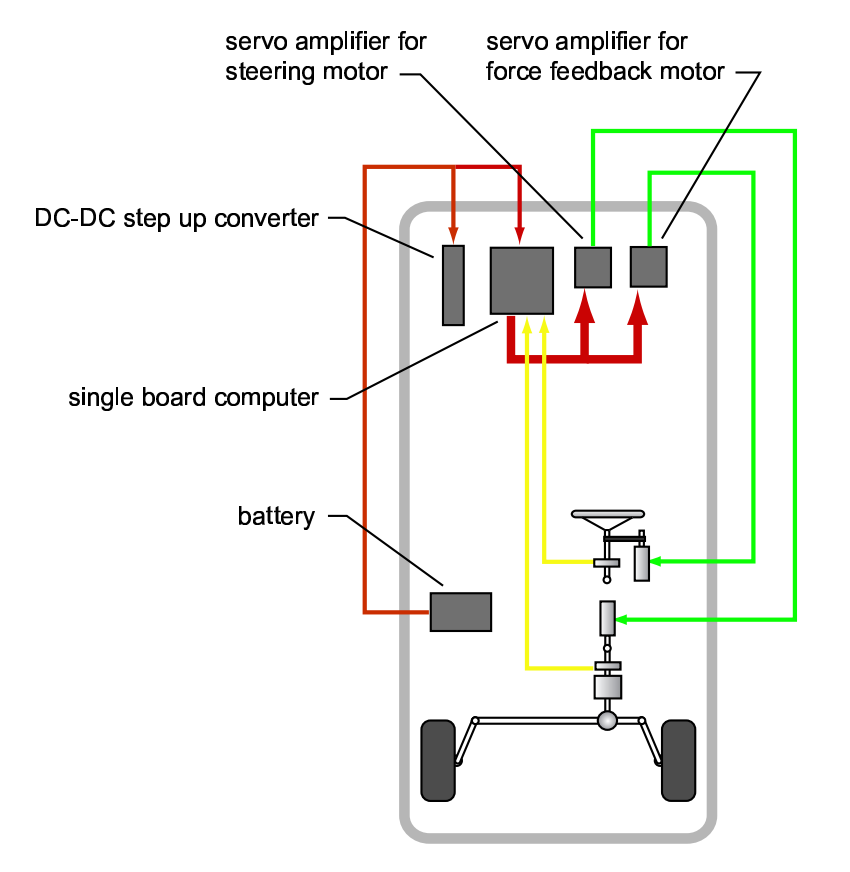 servo amplifier for
steering motor
servo amplifier for
force feedback motor
DC-DC step up converter
single board computer
battery